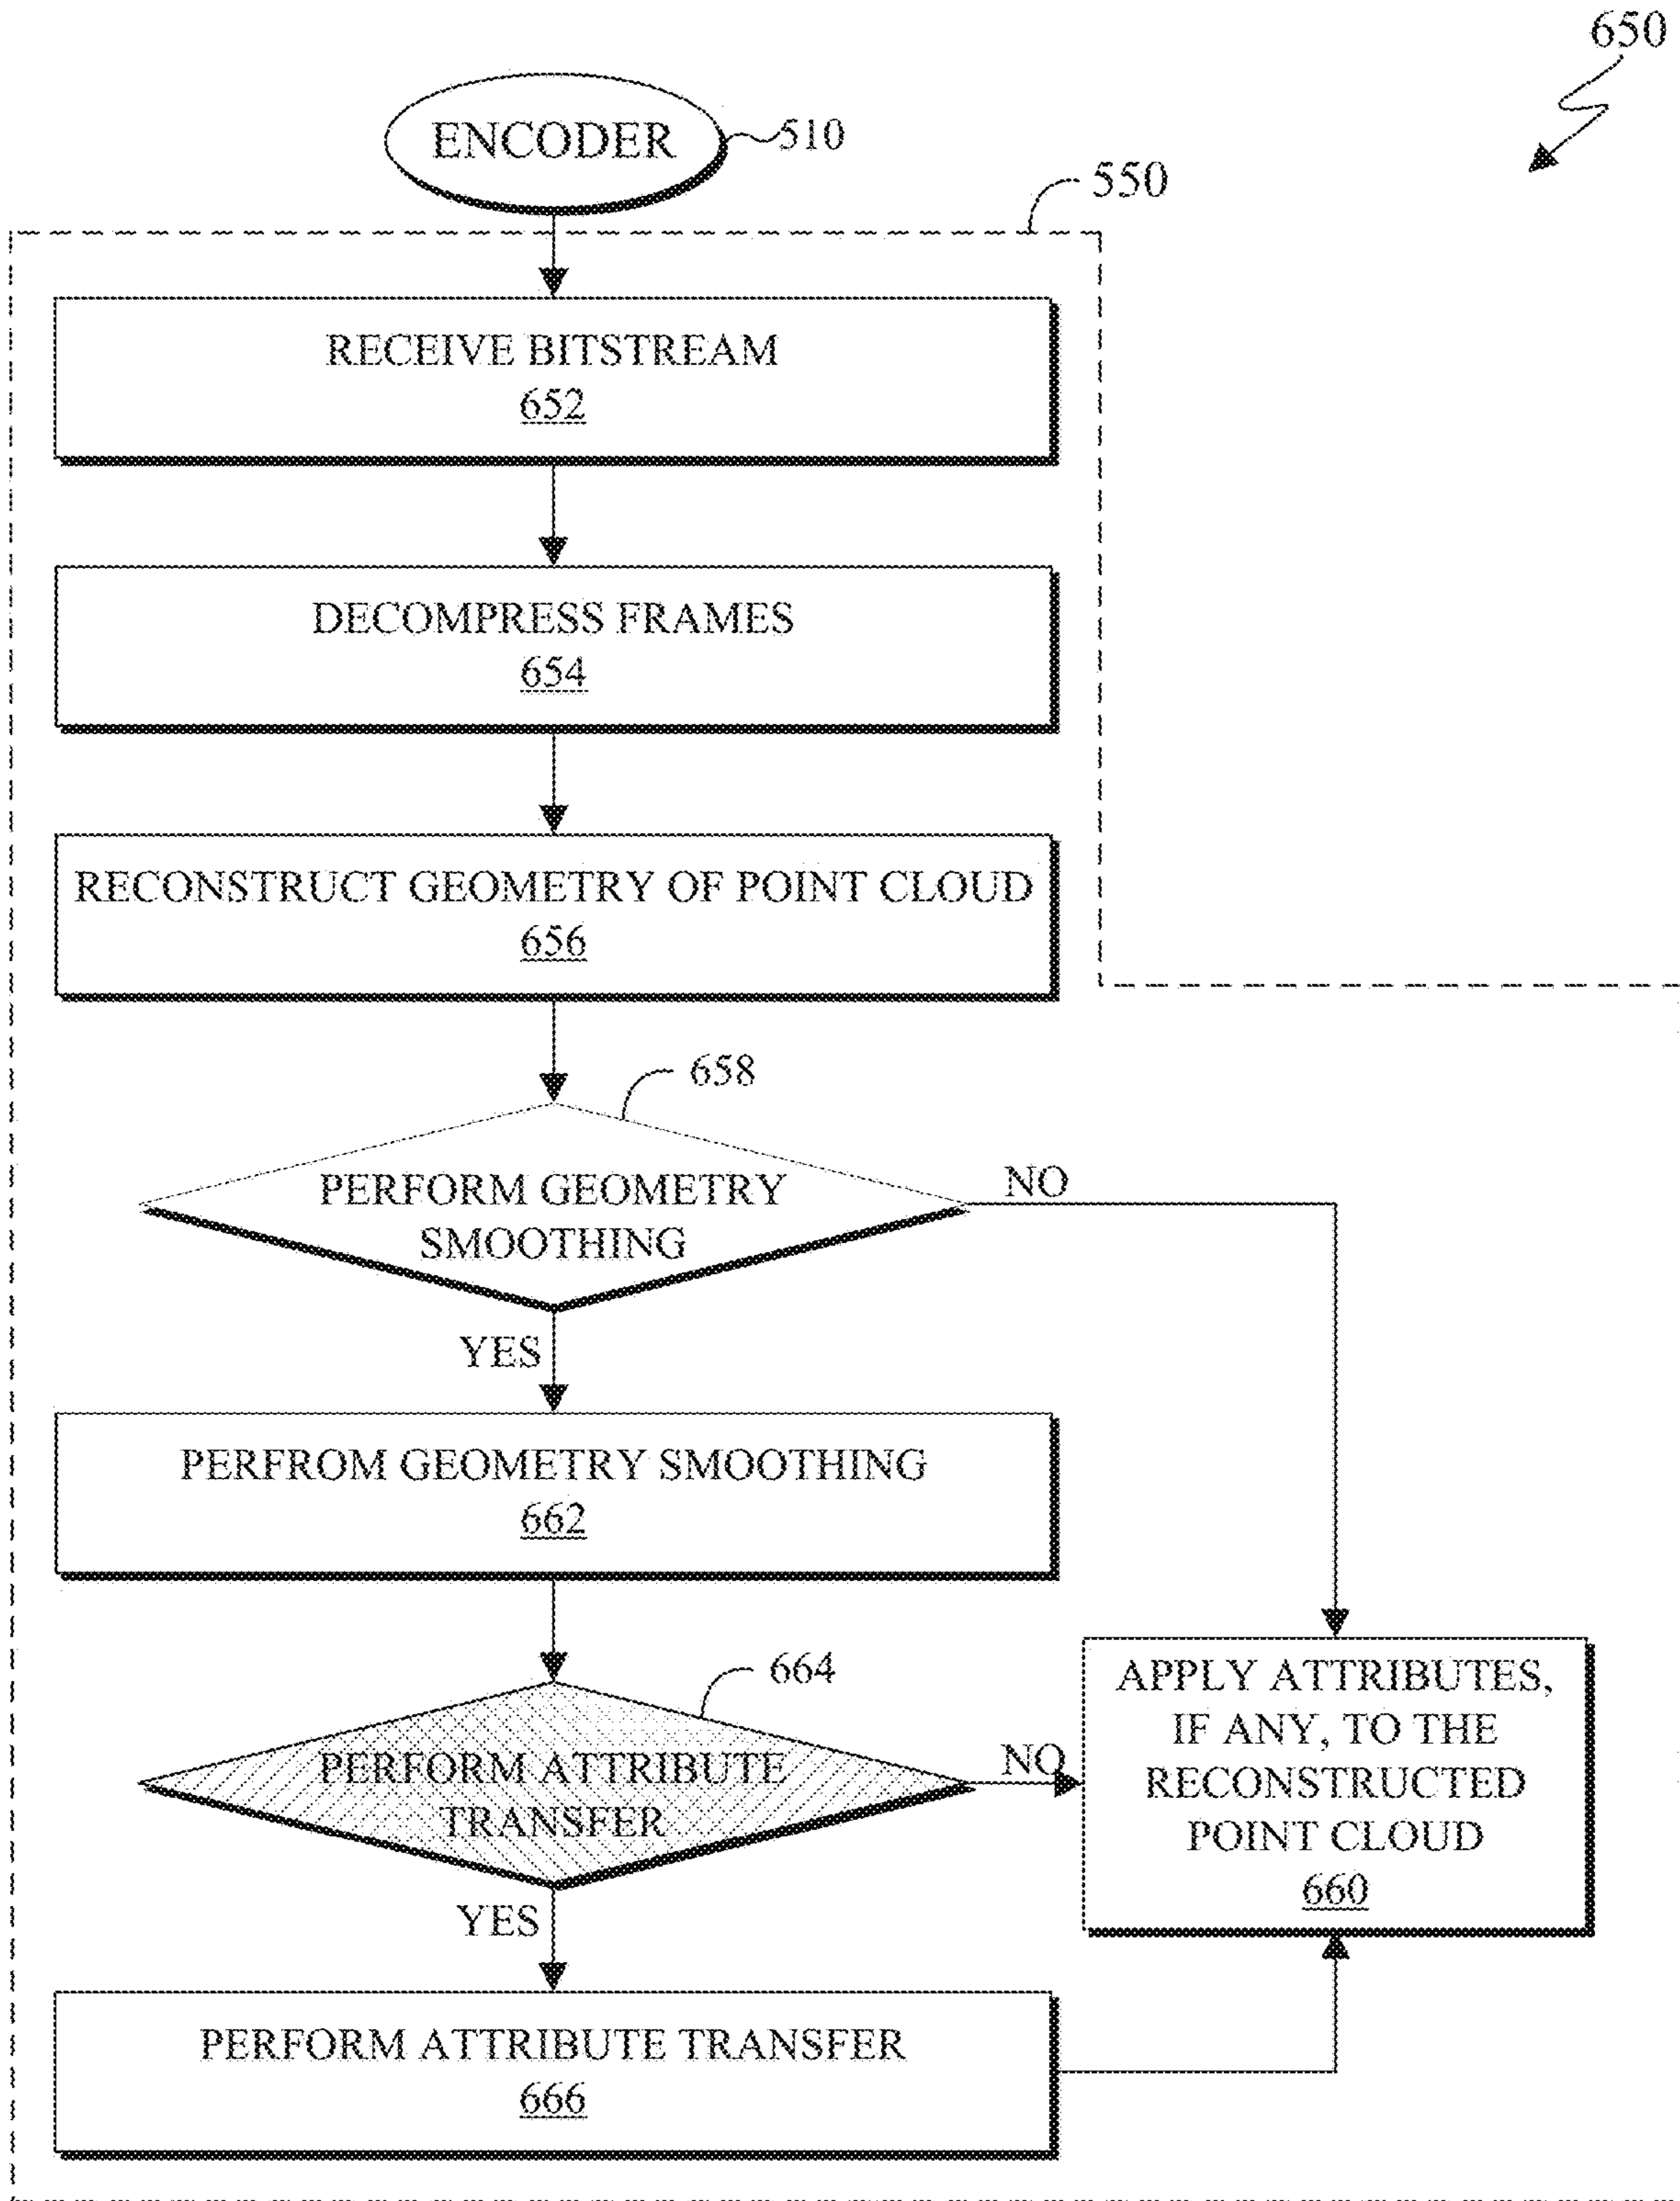 650
ENCODER
510
550
RECEIVE BITSTREAM
652
DECOMPRESS FRAMES
654
RECONSTRUCT GEOMETRY OF POINT CLOUD
656
658
PERFORM GEOMETRY
SMOOTHING
NO
YES
PERFROM GEOMETRY SMOOTHING
662
664
PERFORM ATTRIBUTE
TRANSFER
NO
YES
APPLY ATTRIBUTES,
IF ANY, TO THE
RECONSTRUCTED
POINT CLOUD
660
PERFORM ATTRIBUTE TRANSFER
666